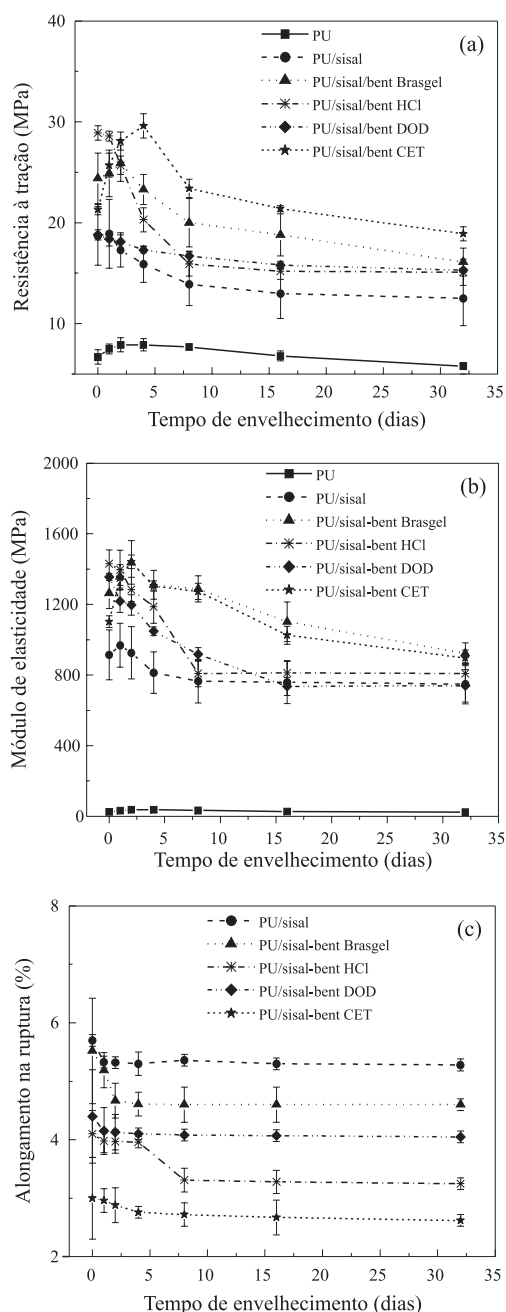 (a)
PU
PU/sisal
PU/sisal/bent Brasgel
PU/sisal/bent HCl
PU/sisal/bent DOD
PU/sisal/bent CET
Resistência à tração (MPa)
40
30
20
10
0 5 10 15 20 25 30 35
Tempo de envelhecimento (dias)
(b)
PU
PU/sisal
PU/sisal-bent Brasgel
PU/sisal-bent HCl
PU/sisal-bent DOD
PU/sisal-bent CET
Módulo de elasticidade (MPa)
2000
1600
1200
800
400
0
0 5 10 15 20 25 30 35
Tempo de envelhecimento (dias)
(c)
PU/sisal
PU/sisal-bent Brasgel
PU/sisal-bent HCl
PU/sisal-bent DOD
PU/sisal-bent CET
Alongamento na ruptura (%)
8
6
4
2
0 5 10 15 20 25 30 35
Tempo de envelhecimento (dias)